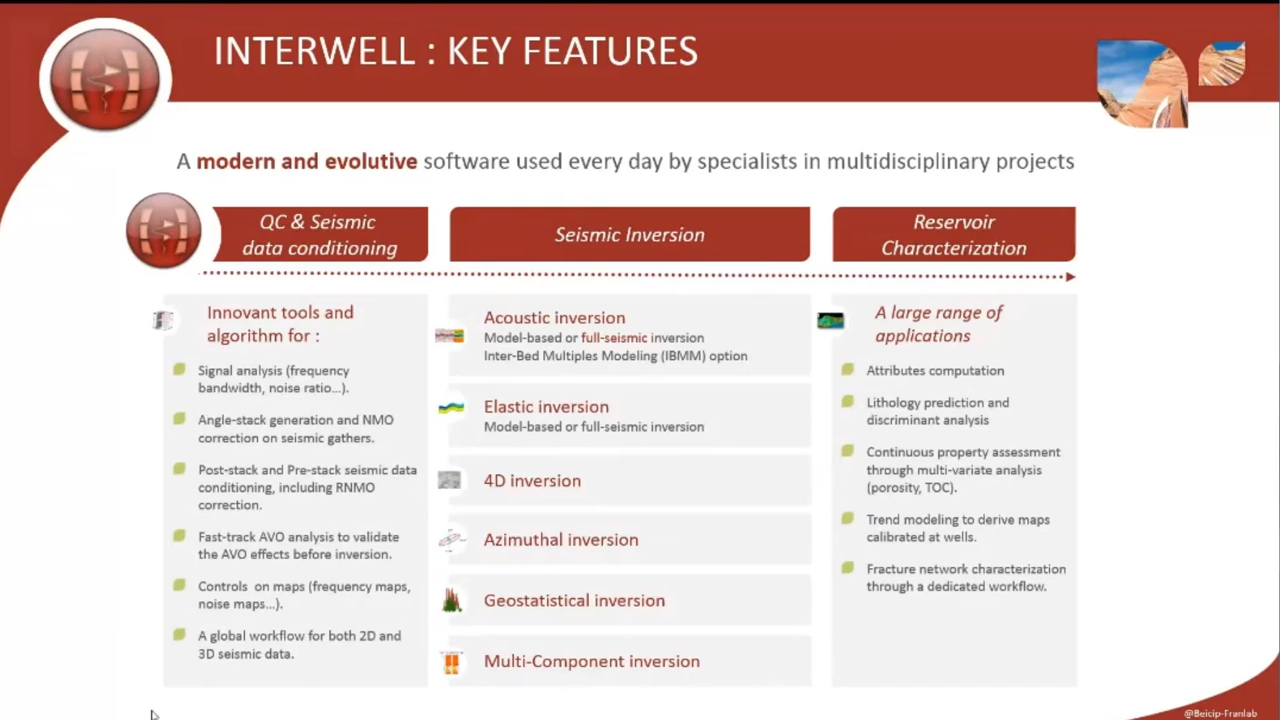 INTERWELL : KEY FEATURES
A modern and evolutive software used every day by specialists in multidisciplinary projects
QC & Seismic
data conditioning
Seismic Inversion
Reservoir
Characterization
Innovant tools and
algorithm for :
Signal analysis (frequency
bandwidth, noise ratio...).
Angle-stack generation and NMO
correction on seismic gathers.
Post-stack and Pre-stack seismic data
conditioning, including RNMO
correction.
Fast-track AVO analysis to validate
the AVO effects before inversion.
Controls on maps (frequency maps,
noise maps...).
A global workflow for both 2D and
3D seismic data.
Acoustic inversion
Model-based or full-seismic inversion
Inter-Bed Multiples Modeling (IBMM) option
Elastic inversion
Model-based or full-seismic inversion
4D inversion
Azimuthal inversion
Geostatistical inversion
Multi-Component inversion
A large range of
applications
Attributes computation
Lithology prediction and
discriminant analysis
Continuous property assessment
through multi-variate analysis
(porosity, TOC).
Trend modeling to derive maps
calibrated at wells.
Fracture network characterization
through a dedicated workflow.
@Beicip-Franlab